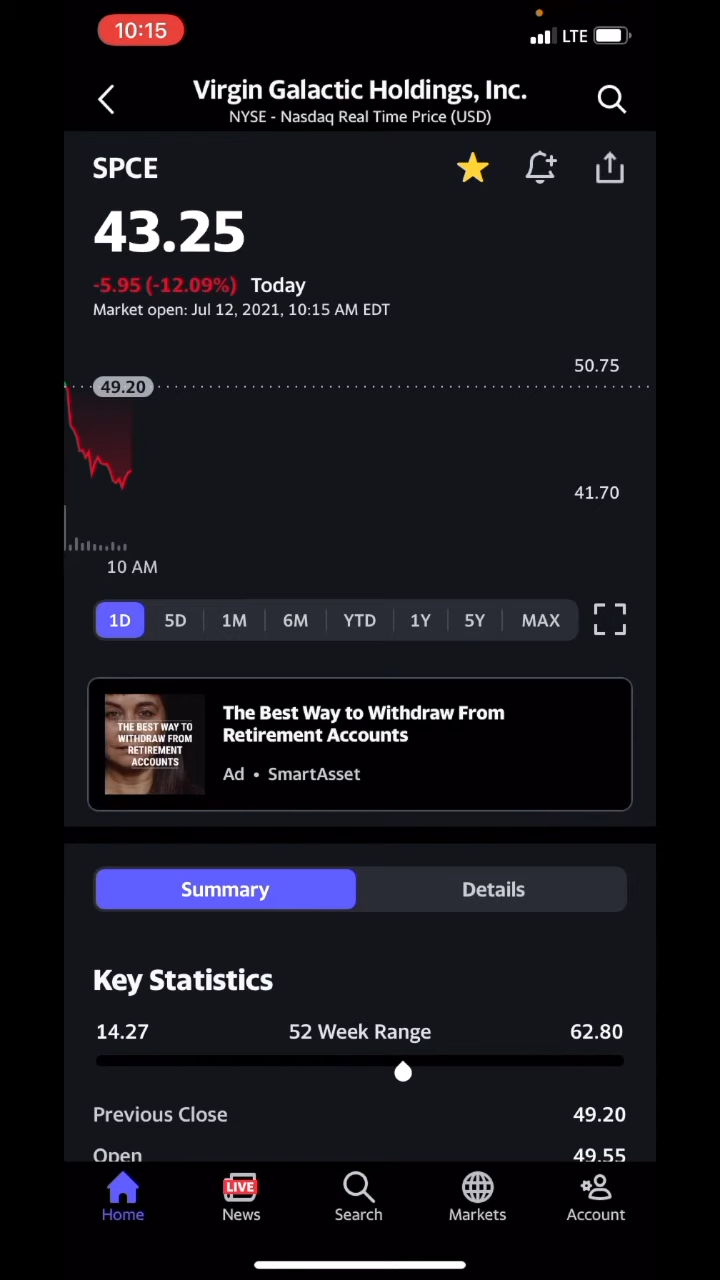 10:15
LTE
Virgin Galactic Holdings, Inc.
NYSE - Nasdaq Real Time Price (USD)
SPCE
43.25
-5.95 (-12.09%) Today
Market open: Jul 12, 2021, 10:15 AM EDT
50.75
49.20
41.70
10 AM
1D 5D 1M 6M YTD 1Y 5Y MAX
THE BEST WAY TO
WITHDRAW FROM
RETIREMENT
ACCOUNTS
The Best Way to Withdraw From
Retirement Accounts
Ad • SmartAsset
Summary Details
Key Statistics
14.27 52 Week Range 62.80
Previous Close 49.20
Open 49.55
LIVE
Home News Search Markets Account